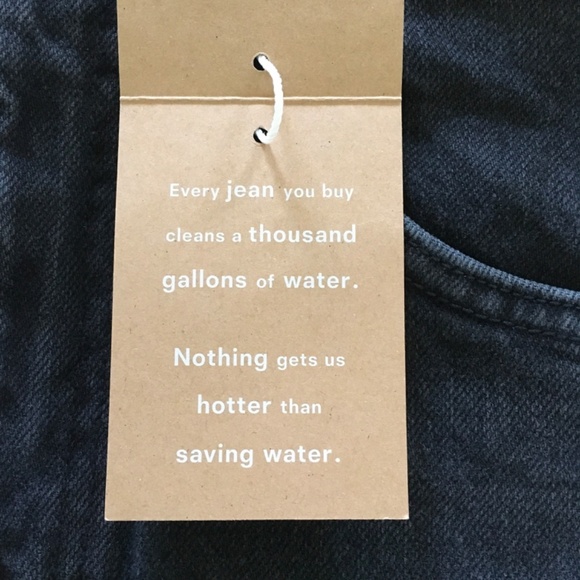 Every jean you buy
cleans a thousand
gallons of water.
Nothing gets us
hotter than
saving water.